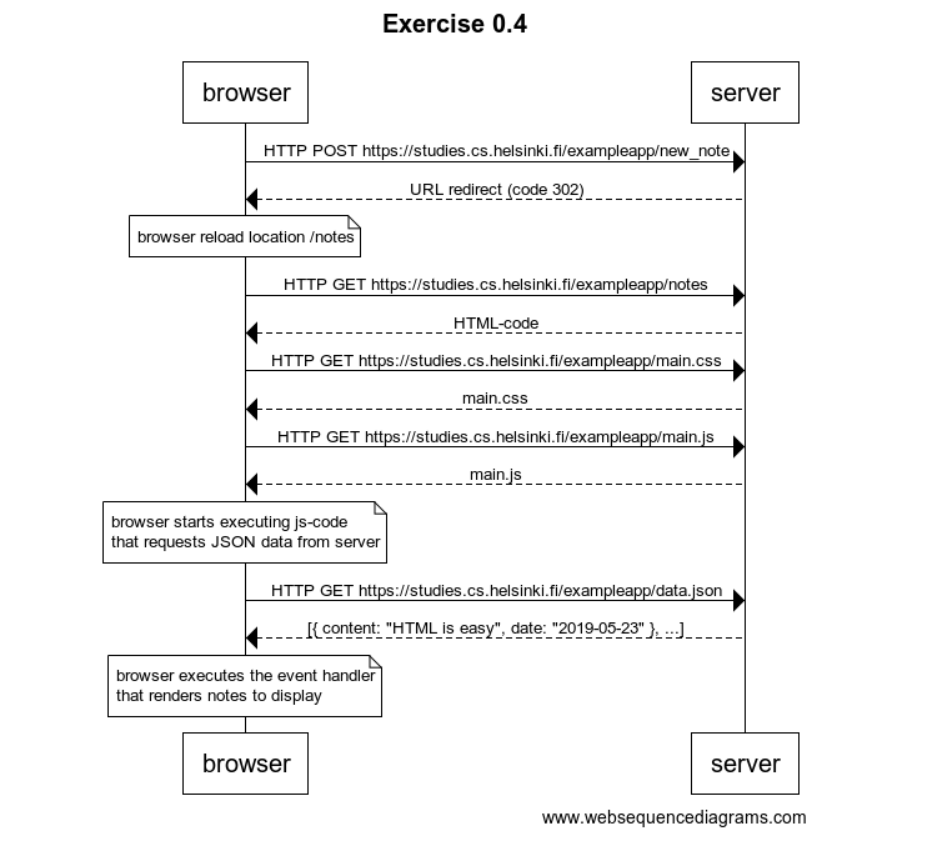 Exercise 0.4
browser
server
HTTP POST https://studies.cs.helsinki.fi/exampleapp/new_note
URL redirect (code 302)
browser reload location /notes
HTTP GET https://studies.cs.helsinki.fi/exampleapp/notes
HTML-code
HTTP GET https://studies.cs.helsinki.fi/exampleapp/main.css
main.css
HTTP GET https://studies.cs.helsinki.fi/exampleapp/main.js
main.js
browser starts executing js-code
that requests JSON data from server
HTTP GET https://studies.cs.helsinki.fi/exampleapp/data.json
[{ content: "HTML is easy", date: "2019-05-23" }, ...]
browser executes the event handler
that renders notes to display
browser
server
www.websequencediagrams.com